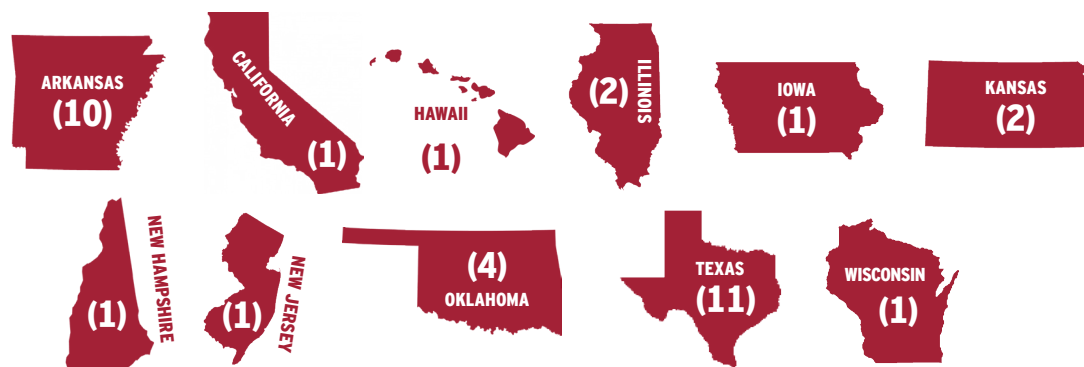 ARKANSAS
(10)
CALIFORNIA
(1)
HAWAII
(1)
(2)
ILLINOIS
IOWA
(1)
KANSAS
(2)
(1)
NEW HAMPSHIRE
(1)
NEW JERSEY
(4)
OKLAHOMA
TEXAS
(11)
WISCONSIN
(1)